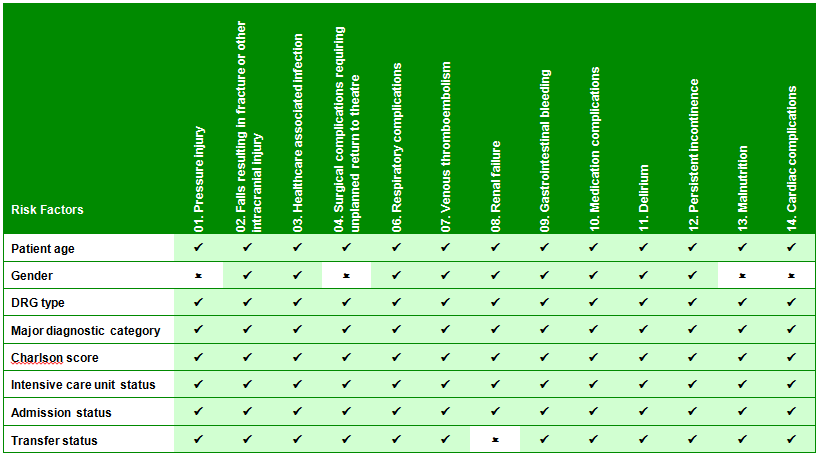 Risk Factors
01. Pressure injury
02. Falls resulting in fracture or other
intracranial injury
03. Healthcare associated infection
04. Surgical complications requiring
unplanned return to theatre
06. Respiratory complications
07. Venous thromboembolism
08. Renal failure
09. Gastrointestinal bleeding
10. Medication complications
11. Delirium
12. Persistent incontinence
13. Malnutrition
14. Cardiac complications
Patient age ✔ ✔ ✔ ✔ ✔ ✔ ✔ ✔ ✔ ✔ ✔ ✔ ✔
Gender ✘ ✔ ✔ ✘ ✔ ✔ ✔ ✔ ✔ ✔ ✔ ✘ ✘
DRG type ✔ ✔ ✔ ✔ ✔ ✔ ✔ ✔ ✔ ✔ ✔ ✔ ✔
Major diagnostic category ✔ ✔ ✔ ✔ ✔ ✔ ✔ ✔ ✔ ✔ ✔ ✔ ✔
Charlson score ✔ ✔ ✔ ✔ ✔ ✔ ✔ ✔ ✔ ✔ ✔ ✔ ✔
Intensive care unit status ✔ ✔ ✔ ✔ ✔ ✔ ✔ ✔ ✔ ✔ ✔ ✔ ✔
Admission status ✔ ✔ ✔ ✔ ✔ ✔ ✔ ✔ ✔ ✔ ✔ ✔ ✔
Transfer status ✔ ✔ ✔ ✔ ✔ ✔ ✘ ✔ ✔ ✔ ✔ ✔ ✔